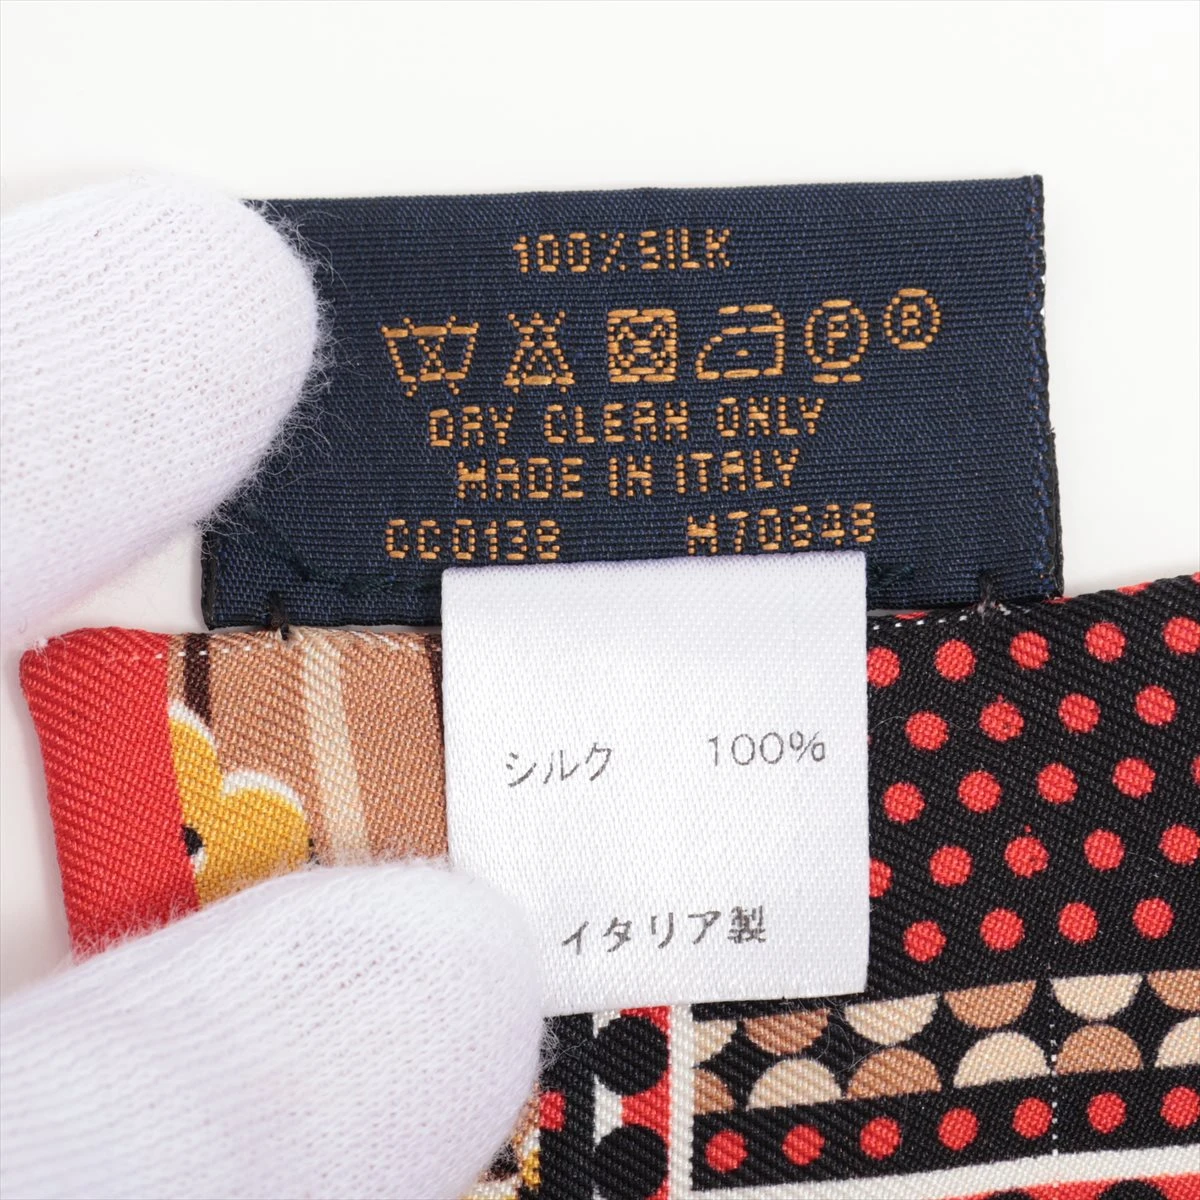 100% SILK
P R
DRY CLEAN ONLY
MADE IN ITALY
CC0138 M70848
シルク 100%
イタリア製